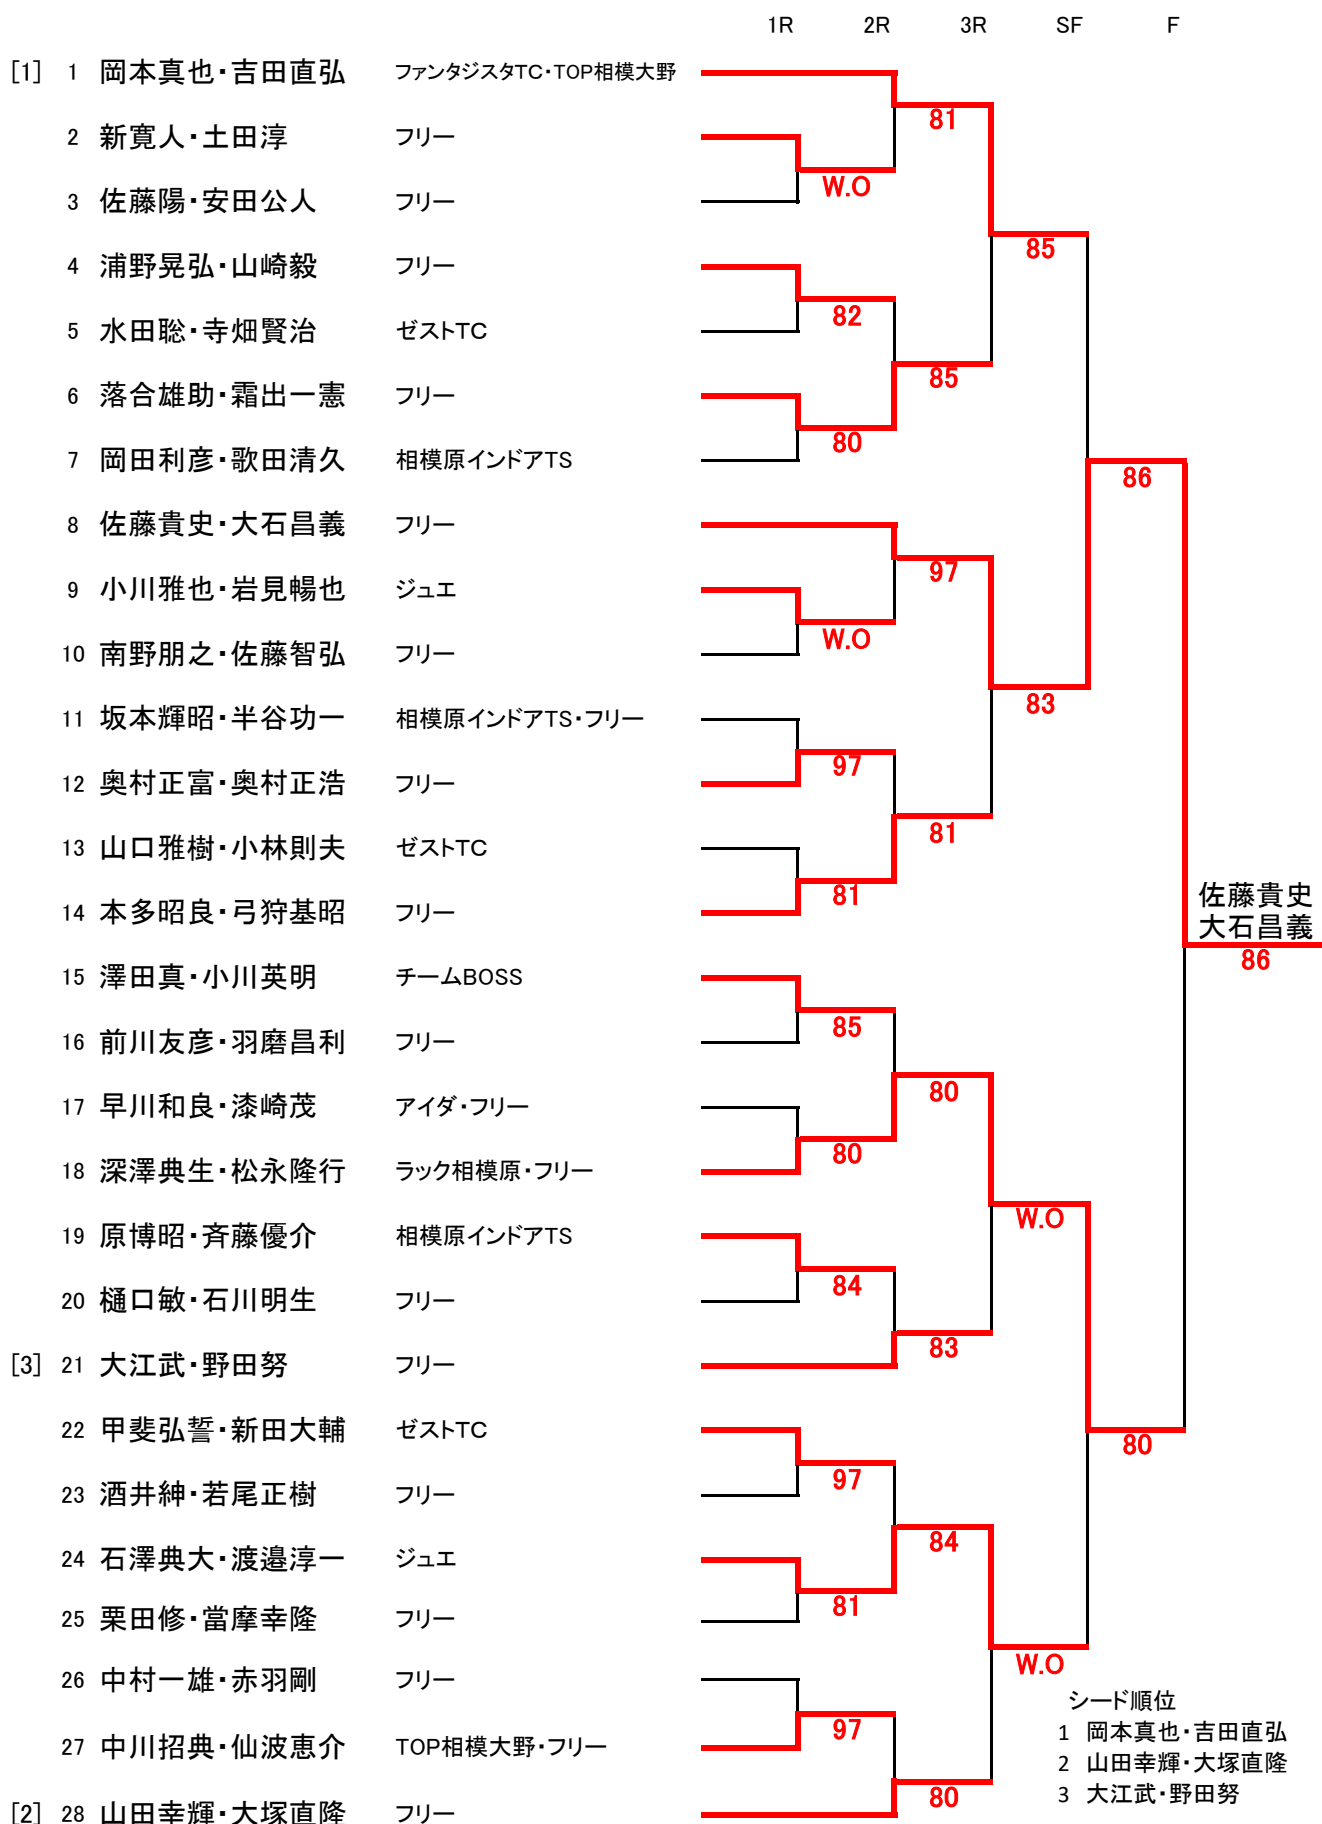 1R 2R 3R SF F
[1] 1 岡本真也・吉田直弘 ファンタジスタTC・TOP相模大野
81
2 新寛人・土田淳 フリー
W.O
3 佐藤陽・安田公人 フリー
85
4 浦野晃弘・山崎毅 フリー
82
5 水田聡・寺畑賢治 ゼストTC
85
6 落合雄助・霜出一憲 フリー
80
7 岡田利彦・歌田清久 相模原インドアTS
86
8 佐藤貴史・大石昌義 フリー
97
9 小川雅也・岩見暢也 ジュエ
W.O
10 南野朋之・佐藤智弘 フリー
83
11 坂本輝昭・半谷功一 相模原インドアTS・フリー
97
12 奥村正富・奥村正浩 フリー
81
13 山口雅樹・小林則夫 ゼストTC
81
佐藤貴史
14 本多昭良・弓狩基昭 フリー
大石昌義
86
15 澤田真・小川英明 チームBOSS
85
16 前川友彦・羽磨昌利 フリー
80
17 早川和良・漆崎茂 アイダ・フリー
80
18 深澤典生・松永隆行 ラック相模原・フリー
W.O
19 原博昭・斉藤優介 相模原インドアTS
84
20 樋口敏・石川明生 フリー
83
[3] 21 大江武・野田努 フリー
22 甲斐弘誓・新田大輔 ゼストTC
80
97
23 酒井紳・若尾正樹 フリー
84
24 石澤典大・渡邉淳一 ジュエ
81
25 栗田修・當摩幸隆 フリー
W.O
26 中村一雄・赤羽剛 フリー
シード順位
97
1 岡本真也・吉田直弘
27 中川招典・仙波恵介 TOP相模大野・フリー
2 山田幸輝・大塚直隆
80
3 大江武・野田努
[2] 28 山田幸輝・大塚直隆 フリー